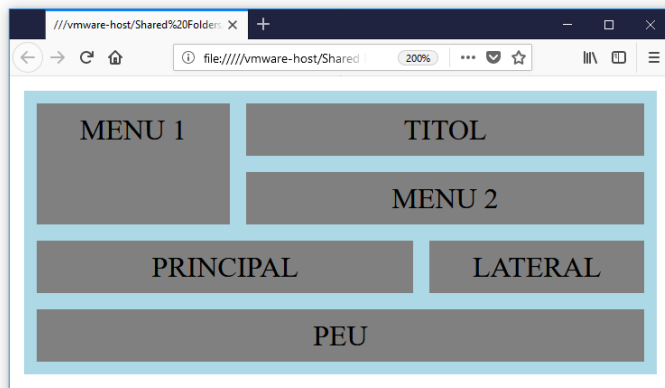 ///vmware-host/Shared%20Folders
file://///vmware-host/Shared
200%
MENU 1
TITOL
MENU 2
PRINCIPAL
LATERAL
PEU